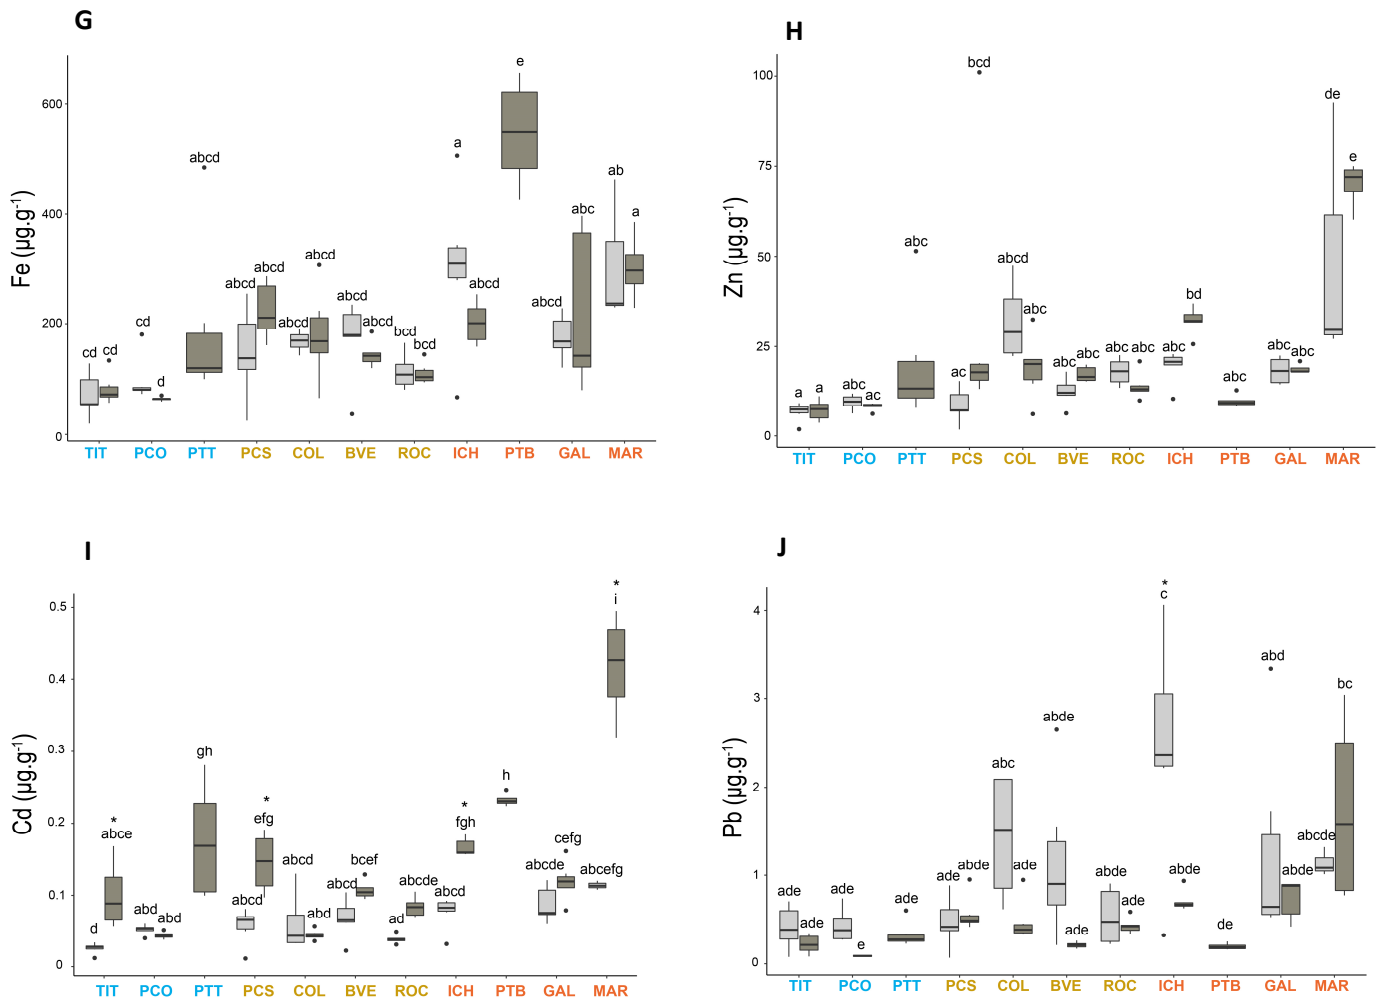 G
Fe (µg.g⁻¹)
600
400
200
0
cd cd cd d abcd abcd abcd abcd abcd abcd abcd bcd bcd a abcd e abcd abc ab a
TIT PCO PTT PCS COL BVE ROC ICH PTB GAL MAR
H
Zn (µg.g⁻¹)
100
75
50
25
0
a a abc ac abc ac bcd abcd abc abc abc abc abc abc bd abc abc abc de e
TIT PCO PTT PCS COL BVE ROC ICH PTB GAL MAR
I
Cd (µg.g⁻¹)
0.5
0.4
0.3
0.2
0.1
0
d * abce abd abd gh abcd * efg abcd abd abcd bcef ad abcde abcd * fgh h abcde cefg abcefg * i
TIT PCO PTT PCS COL BVE ROC ICH PTB GAL MAR
J
Pb (µg.g⁻¹)
4
3
2
1
0
ade ade ade e ade ade abde abc ade abde ade abde ade * c abde de abd abde abcde bc
TIT PCO PTT PCS COL BVE ROC ICH PTB GAL MAR